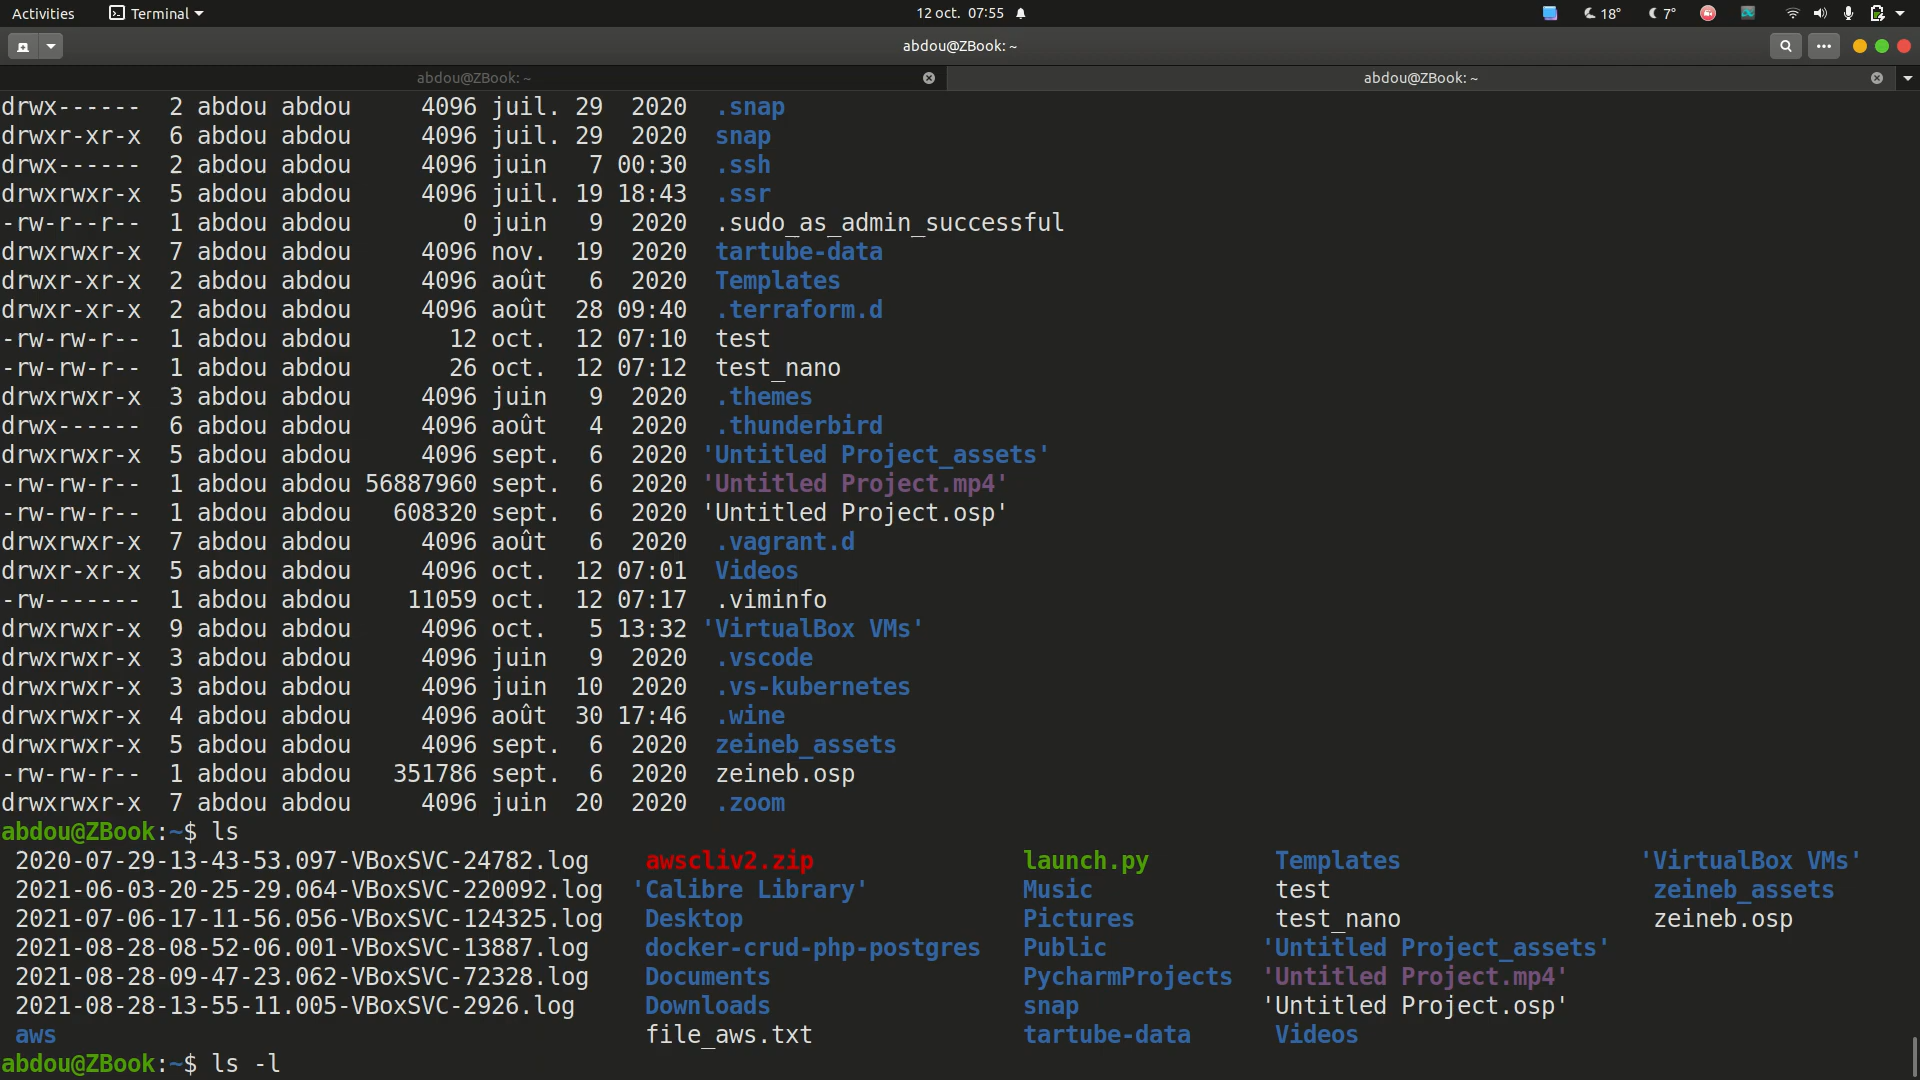 Activities Terminal 12 oct. 07:55 18° 7°
abdou@ZBook: ~
abdou@ZBook: ~ abdou@ZBook: ~
drwx------ 2 abdou abdou 4096 juil. 29 2020 .snap
drwxr-xr-x 6 abdou abdou 4096 juil. 29 2020 snap
drwx------ 2 abdou abdou 4096 juin 7 00:30 .ssh
drwxrwxr-x 5 abdou abdou 4096 juil. 19 18:43 .ssr
-rw-r--r-- 1 abdou abdou 0 juin 9 2020 .sudo_as_admin_successful
drwxrwxr-x 7 abdou abdou 4096 nov. 19 2020 tartube-data
drwxr-xr-x 2 abdou abdou 4096 août 6 2020 Templates
drwxr-xr-x 2 abdou abdou 4096 août 28 09:40 .terraform.d
-rw-rw-r-- 1 abdou abdou 12 oct. 12 07:10 test
-rw-rw-r-- 1 abdou abdou 26 oct. 12 07:12 test_nano
drwxrwxr-x 3 abdou abdou 4096 juin 9 2020 .themes
drwx------ 6 abdou abdou 4096 août 4 2020 .thunderbird
drwxrwxr-x 5 abdou abdou 4096 sept. 6 2020 'Untitled Project_assets'
-rw-rw-r-- 1 abdou abdou 56887960 sept. 6 2020 'Untitled Project.mp4'
-rw-rw-r-- 1 abdou abdou 608320 sept. 6 2020 'Untitled Project.osp'
drwxrwxr-x 7 abdou abdou 4096 août 6 2020 .vagrant.d
drwxr-xr-x 5 abdou abdou 4096 oct. 12 07:01 Videos
-rw------- 1 abdou abdou 11059 oct. 12 07:17 .viminfo
drwxrwxr-x 9 abdou abdou 4096 oct. 5 13:32 'VirtualBox VMs'
drwxrwxr-x 3 abdou abdou 4096 juin 9 2020 .vscode
drwxrwxr-x 3 abdou abdou 4096 juin 10 2020 .vs-kubernetes
drwxrwxr-x 4 abdou abdou 4096 août 30 17:46 .wine
drwxrwxr-x 5 abdou abdou 4096 sept. 6 2020 zeineb_assets
-rw-rw-r-- 1 abdou abdou 351786 sept. 6 2020 zeineb.osp
drwxrwxr-x 7 abdou abdou 4096 juin 20 2020 .zoom
abdou@ZBook:~$ ls
2020-07-29-13-43-53.097-VBoxSVC-24782.log awscliv2.zip launch.py Templates 'VirtualBox VMs'
2021-06-03-20-25-29.064-VBoxSVC-220092.log 'Calibre Library' Music test zeineb_assets
2021-07-06-17-11-56.056-VBoxSVC-124325.log Desktop Pictures test_nano zeineb.osp
2021-08-28-08-52-06.001-VBoxSVC-13887.log docker-crud-php-postgres Public 'Untitled Project_assets'
2021-08-28-09-47-23.062-VBoxSVC-72328.log Documents PycharmProjects 'Untitled Project.mp4'
2021-08-28-13-55-11.005-VBoxSVC-2926.log Downloads snap 'Untitled Project.osp'
aws file_aws.txt tartube-data Videos
abdou@ZBook:~$ ls -l